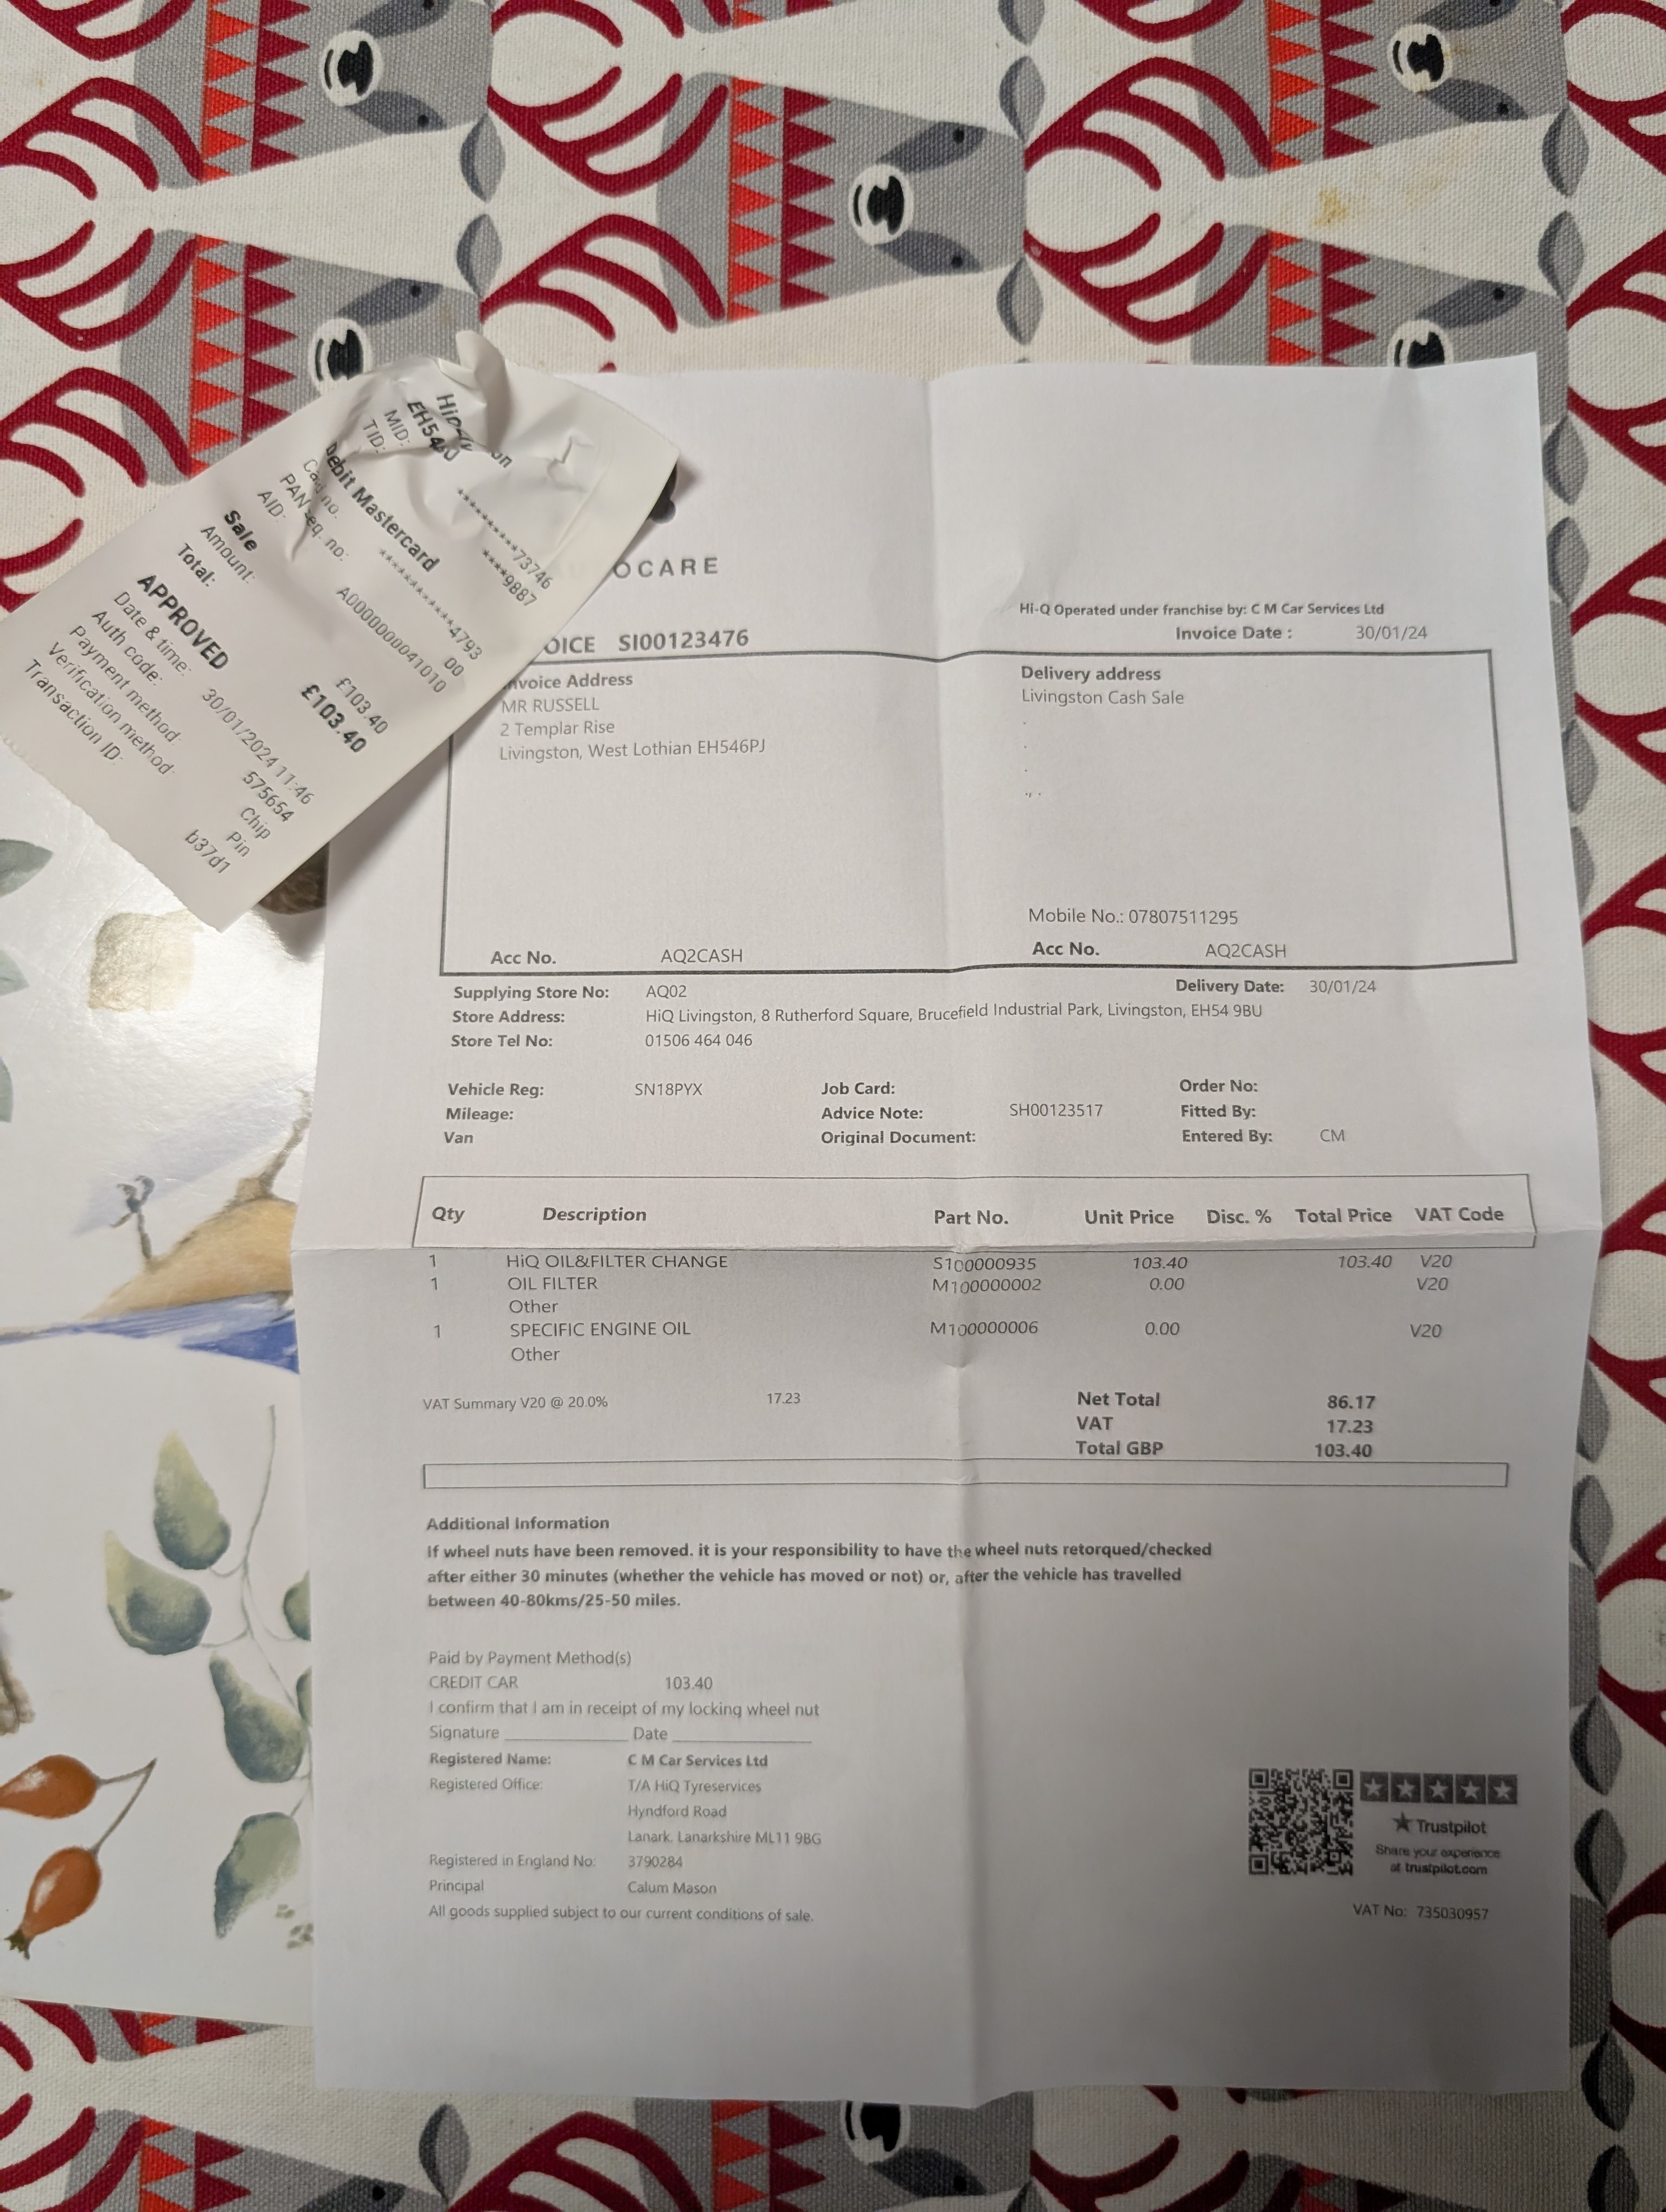 MID:
EH54
TID:
**********73746
****9887
Debit Mastercard
Card no.
************4793
PAN seq. no:
00
AID:
A0000000041010
Sale
Amount:
£103.40
Total:
£103.40
APPROVED
Date & time:
30/01/2024 11:46
Auth code:
575654
Payment method:
Chip
Verification method:
Pin
Transaction ID:
b37d1
OCARE
Hi-Q Operated under franchise by: C M Car Services Ltd
OICE SI00123476
Invoice Date : 30/01/24
Invoice Address
Delivery address
MR RUSSELL
Livingston Cash Sale
2 Templar Rise
Livingston, West Lothian EH546PJ
Mobile No.: 07807511295
Acc No. AQ2CASH
Acc No. AQ2CASH
Supplying Store No: AQ02
Delivery Date: 30/01/24
Store Address: HiQ Livingston, 8 Rutherford Square, Brucefield Industrial Park, Livingston, EH54 9BU
Store Tel No: 01506 464 046
Vehicle Reg: SN18PYX Job Card: Order No:
Mileage: Advice Note: SH00123517 Fitted By:
Van Original Document: Entered By: CM
Qty Description Part No. Unit Price Disc. % Total Price VAT Code
1 HiQ OIL&FILTER CHANGE S100000935 103.40 103.40 V20
1 OIL FILTER M100000002 0.00 V20
Other
1 SPECIFIC ENGINE OIL M100000006 0.00 V20
Other
VAT Summary V20 @ 20.0% 17.23
Net Total 86.17
VAT 17.23
Total GBP 103.40
Additional Information
If wheel nuts have been removed. it is your responsibility to have the wheel nuts retorqued/checked
after either 30 minutes (whether the vehicle has moved or not) or, after the vehicle has travelled
between 40-80kms/25-50 miles.
Paid by Payment Method(s)
CREDIT CAR 103.40
I confirm that I am in receipt of my locking wheel nut
Signature Date
Registered Name: C M Car Services Ltd
Registered Office: T/A HiQ Tyreservices
Hyndford Road
Lanark. Lanarkshire ML11 9BG
Registered in England No: 3790284
Principal Calum Mason
All goods supplied subject to our current conditions of sale.
Trustpilot
Share your experience
at trustpilot.com
VAT No: 735030957